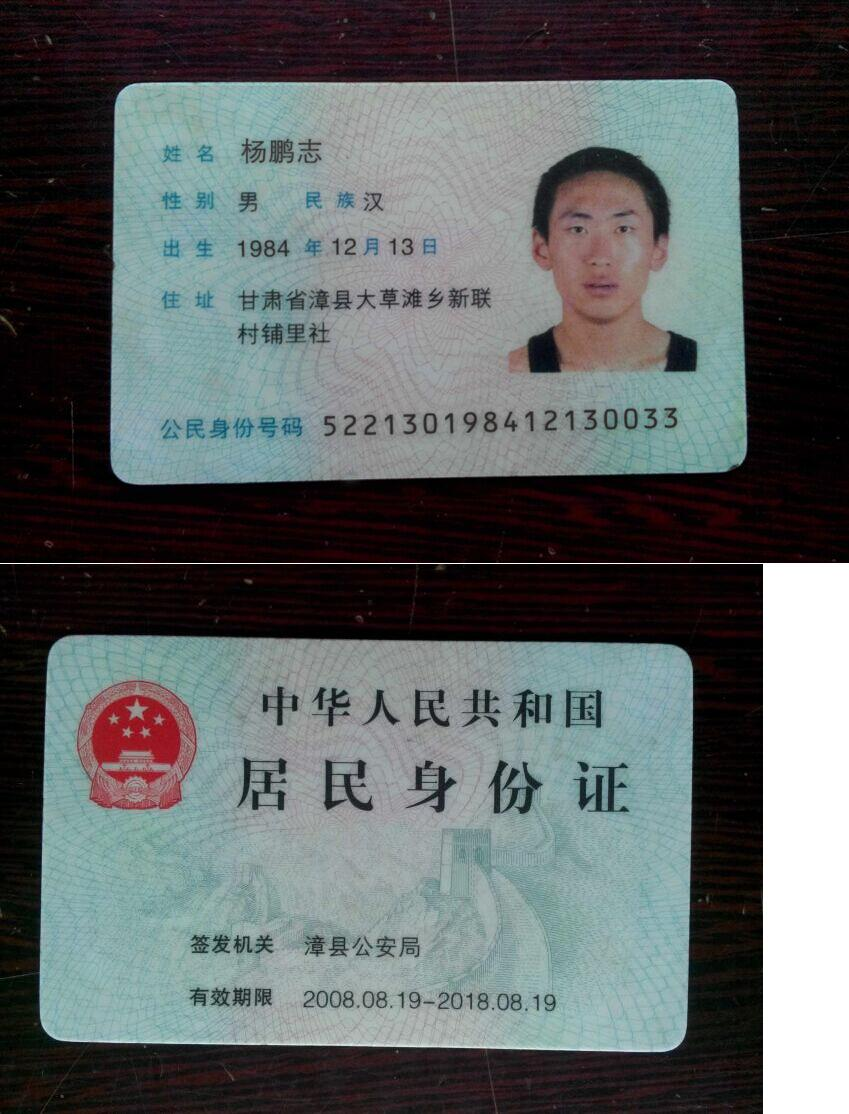 姓名 杨鹏志
性别 男 民族 汉
出生 1984 年 12 月 13 日
住址 甘肃省漳县大草滩乡新联
村铺里社
公民身份号码 522130198412130033
中华人民共和国
居民身份证
签发机关 漳县公安局
有效期限 2008.08.19-2018.08.19